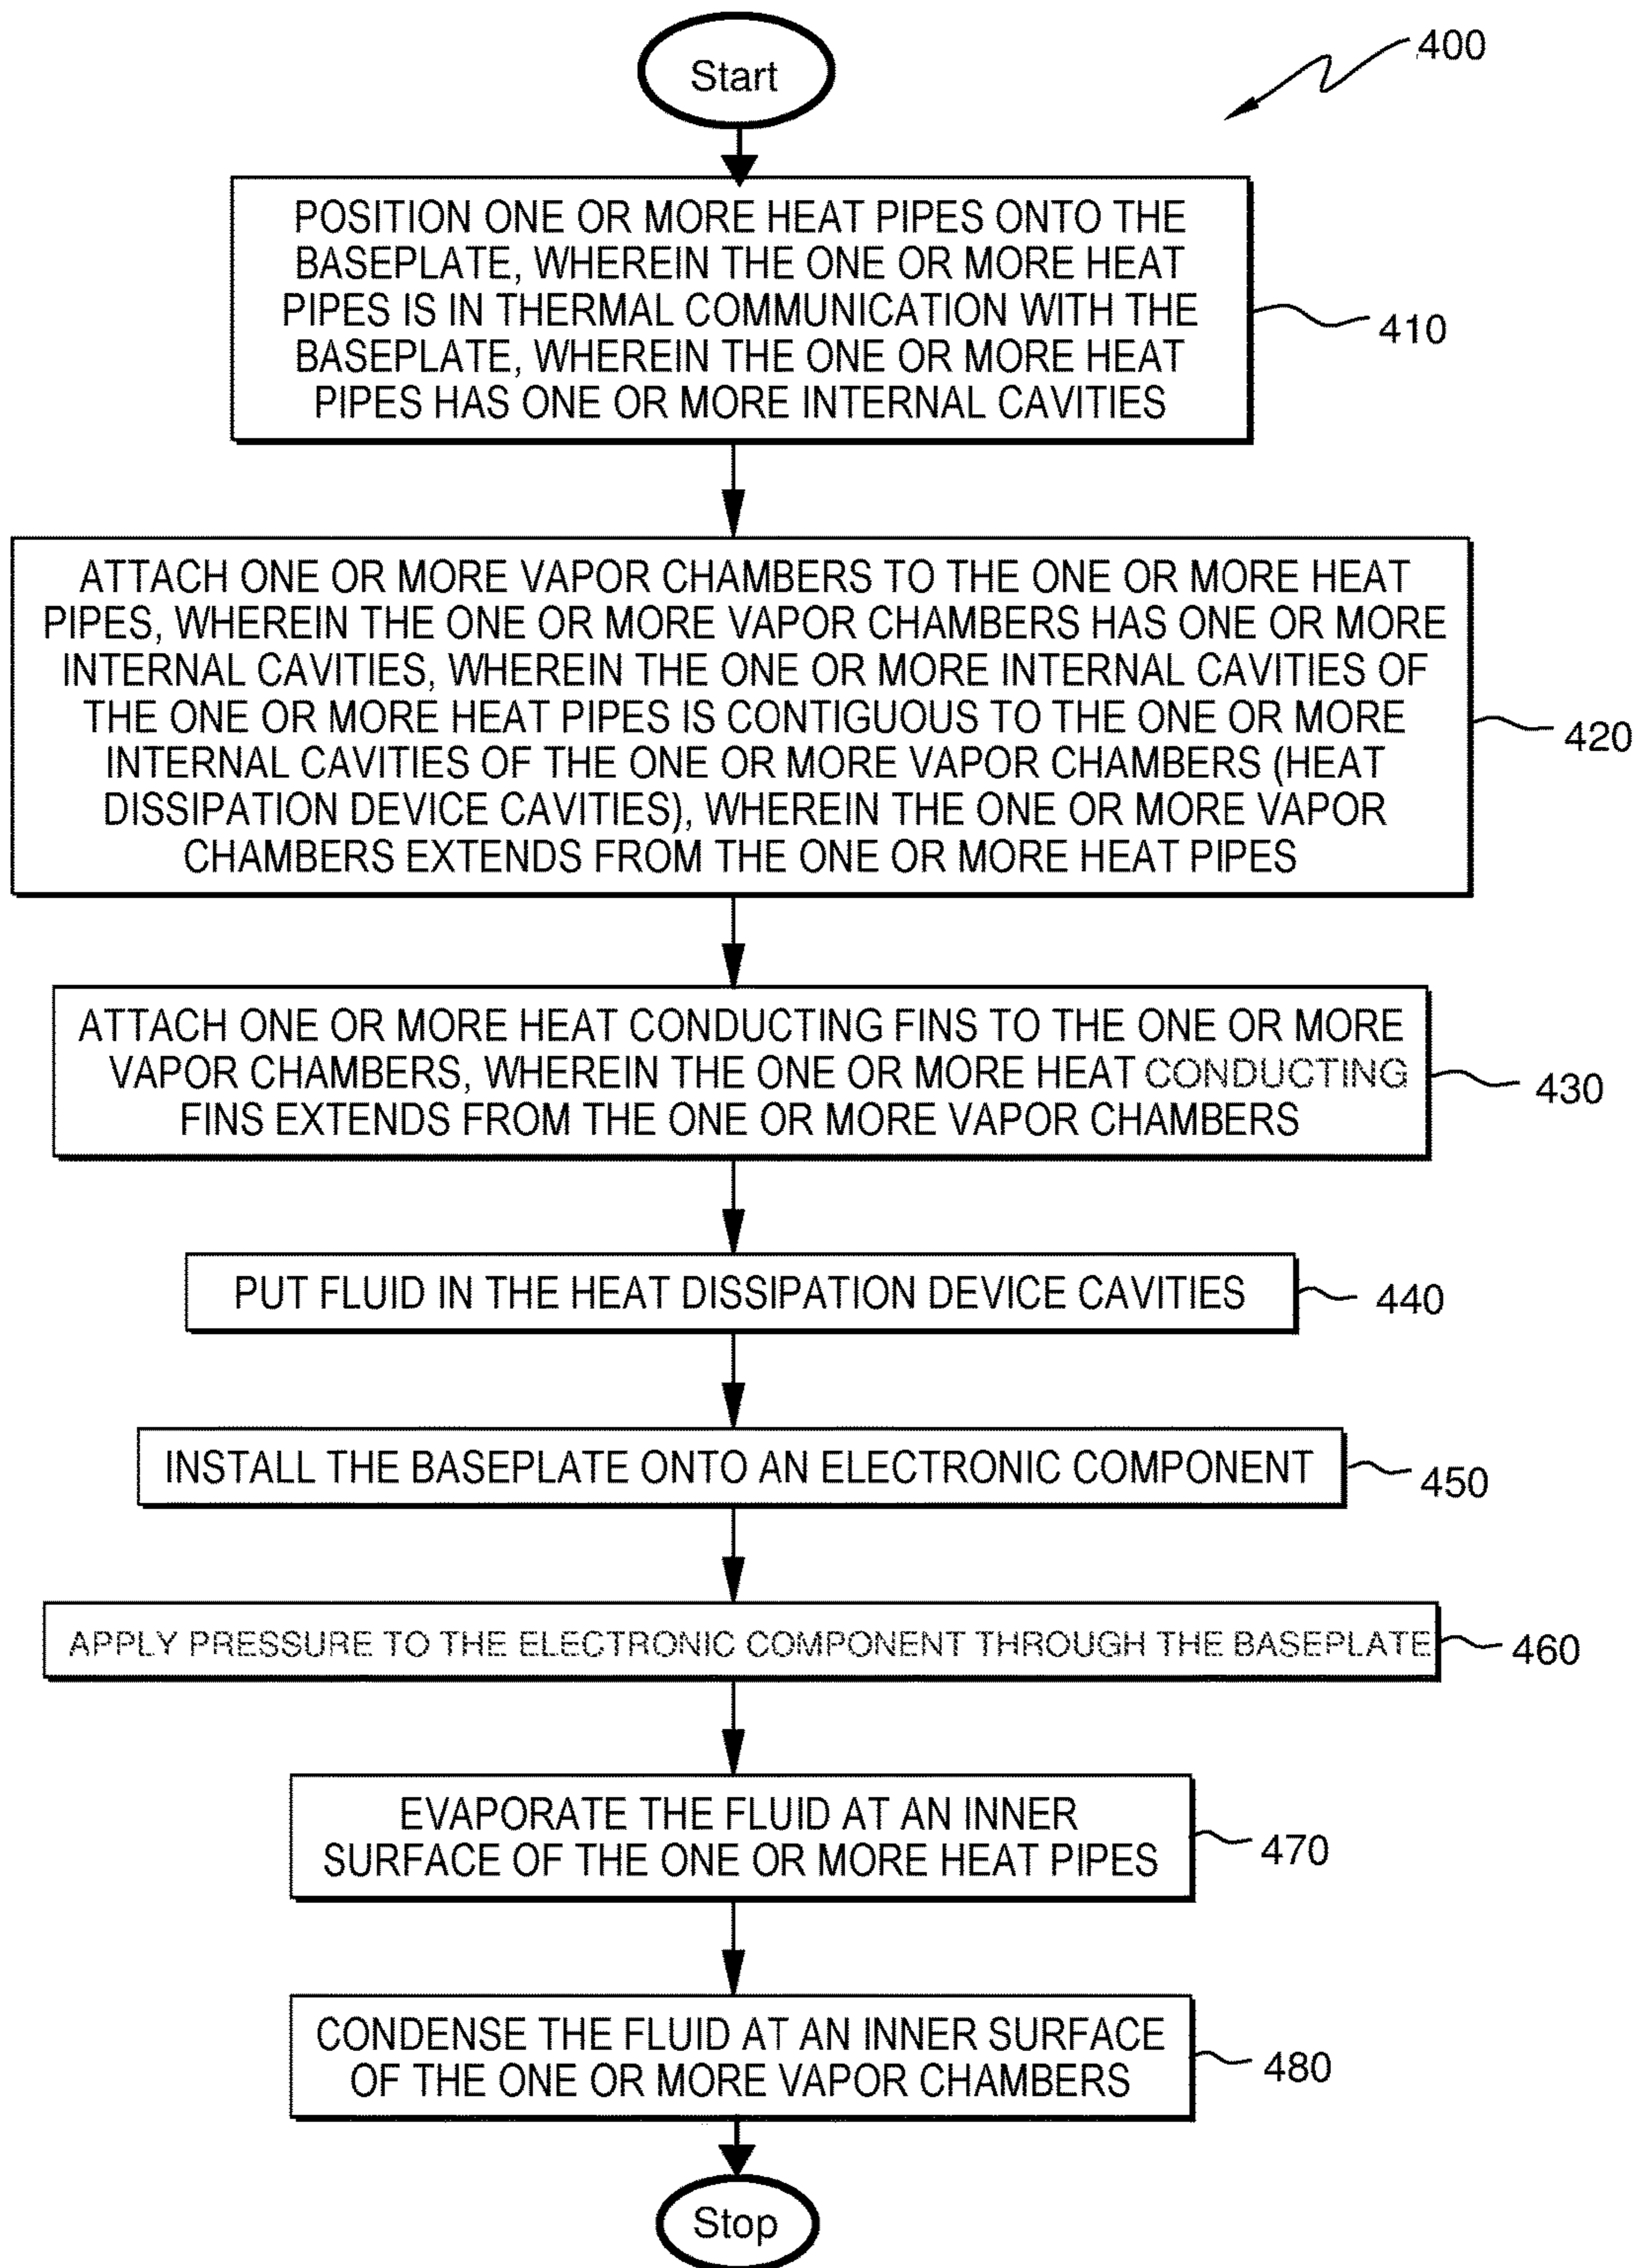 Start
400
POSITION ONE OR MORE HEAT PIPES ONTO THE
BASEPLATE, WHEREIN THE ONE OR MORE HEAT
PIPES IS IN THERMAL COMMUNICATION WITH THE
BASEPLATE, WHEREIN THE ONE OR MORE HEAT
PIPES HAS ONE OR MORE INTERNAL CAVITIES
410
ATTACH ONE OR MORE VAPOR CHAMBERS TO THE ONE OR MORE HEAT
PIPES, WHEREIN THE ONE OR MORE VAPOR CHAMBERS HAS ONE OR MORE
INTERNAL CAVITIES, WHEREIN THE ONE OR MORE INTERNAL CAVITIES OF
THE ONE OR MORE HEAT PIPES IS CONTIGUOUS TO THE ONE OR MORE
INTERNAL CAVITIES OF THE ONE OR MORE VAPOR CHAMBERS (HEAT
DISSIPATION DEVICE CAVITIES), WHEREIN THE ONE OR MORE VAPOR
CHAMBERS EXTENDS FROM THE ONE OR MORE HEAT PIPES
420
ATTACH ONE OR MORE HEAT CONDUCTING FINS TO THE ONE OR MORE
VAPOR CHAMBERS, WHEREIN THE ONE OR MORE HEAT CONDUCTING
FINS EXTENDS FROM THE ONE OR MORE VAPOR CHAMBERS
430
PUT FLUID IN THE HEAT DISSIPATION DEVICE CAVITIES
440
INSTALL THE BASEPLATE ONTO AN ELECTRONIC COMPONENT
450
APPLY PRESSURE TO THE ELECTRONIC COMPONENT THROUGH THE BASEPLATE
460
EVAPORATE THE FLUID AT AN INNER
SURFACE OF THE ONE OR MORE HEAT PIPES
470
CONDENSE THE FLUID AT AN INNER SURFACE
OF THE ONE OR MORE VAPOR CHAMBERS
480
Stop